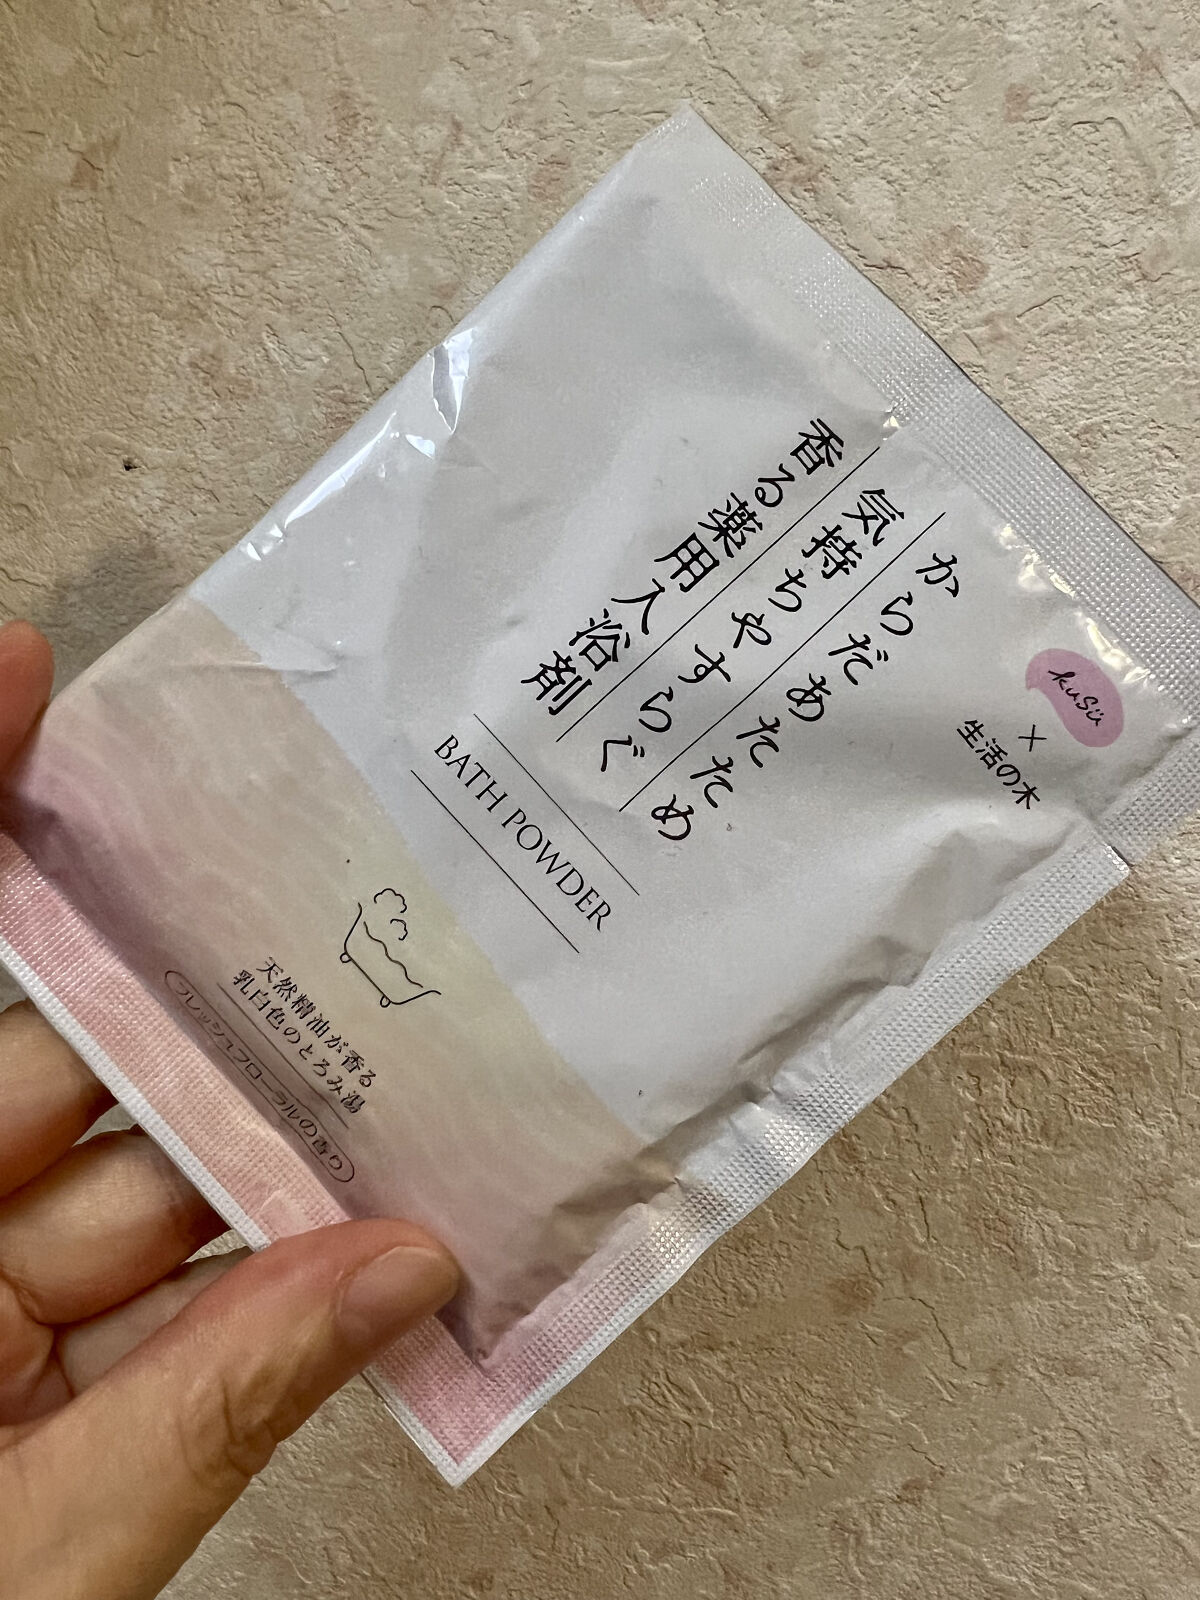 kusu
×
生活の木
からだあたため
気持ちやすらぐ
香る薬用入浴剤
BATH POWDER
天然精油が香る
乳白色のとろみ湯
フレッシュフローラルの香り